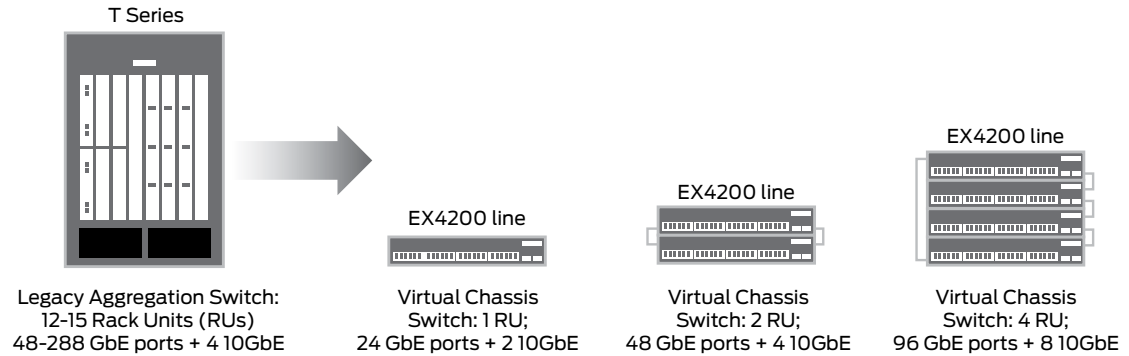 T Series
Legacy Aggregation Switch:
12-15 Rack Units (RUs)
48-288 GbE ports + 4 10GbE
EX4200 line
Virtual Chassis
Switch: 1 RU;
24 GbE ports + 2 10GbE
EX4200 line
Virtual Chassis
Switch: 2 RU;
48 GbE ports + 4 10GbE
EX4200 line
Virtual Chassis
Switch: 4 RU;
96 GbE ports + 8 10GbE